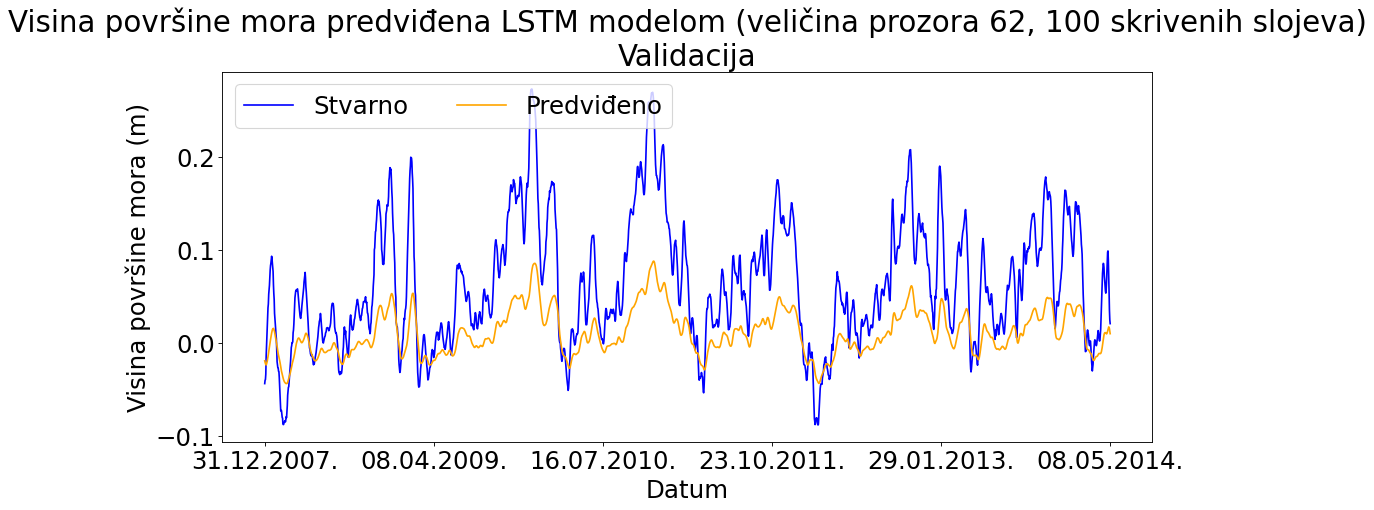 Visina površine mora predviđena LSTM modelom (veličina prozora 62, 100 skrivenih slojeva)
Validacija
Stvarno
Predviđeno
Visina površine mora (m)
0.2
0.1
0.0
−0.1
31.12.2007.
08.04.2009.
16.07.2010.
23.10.2011.
29.01.2013.
08.05.2014.
Datum